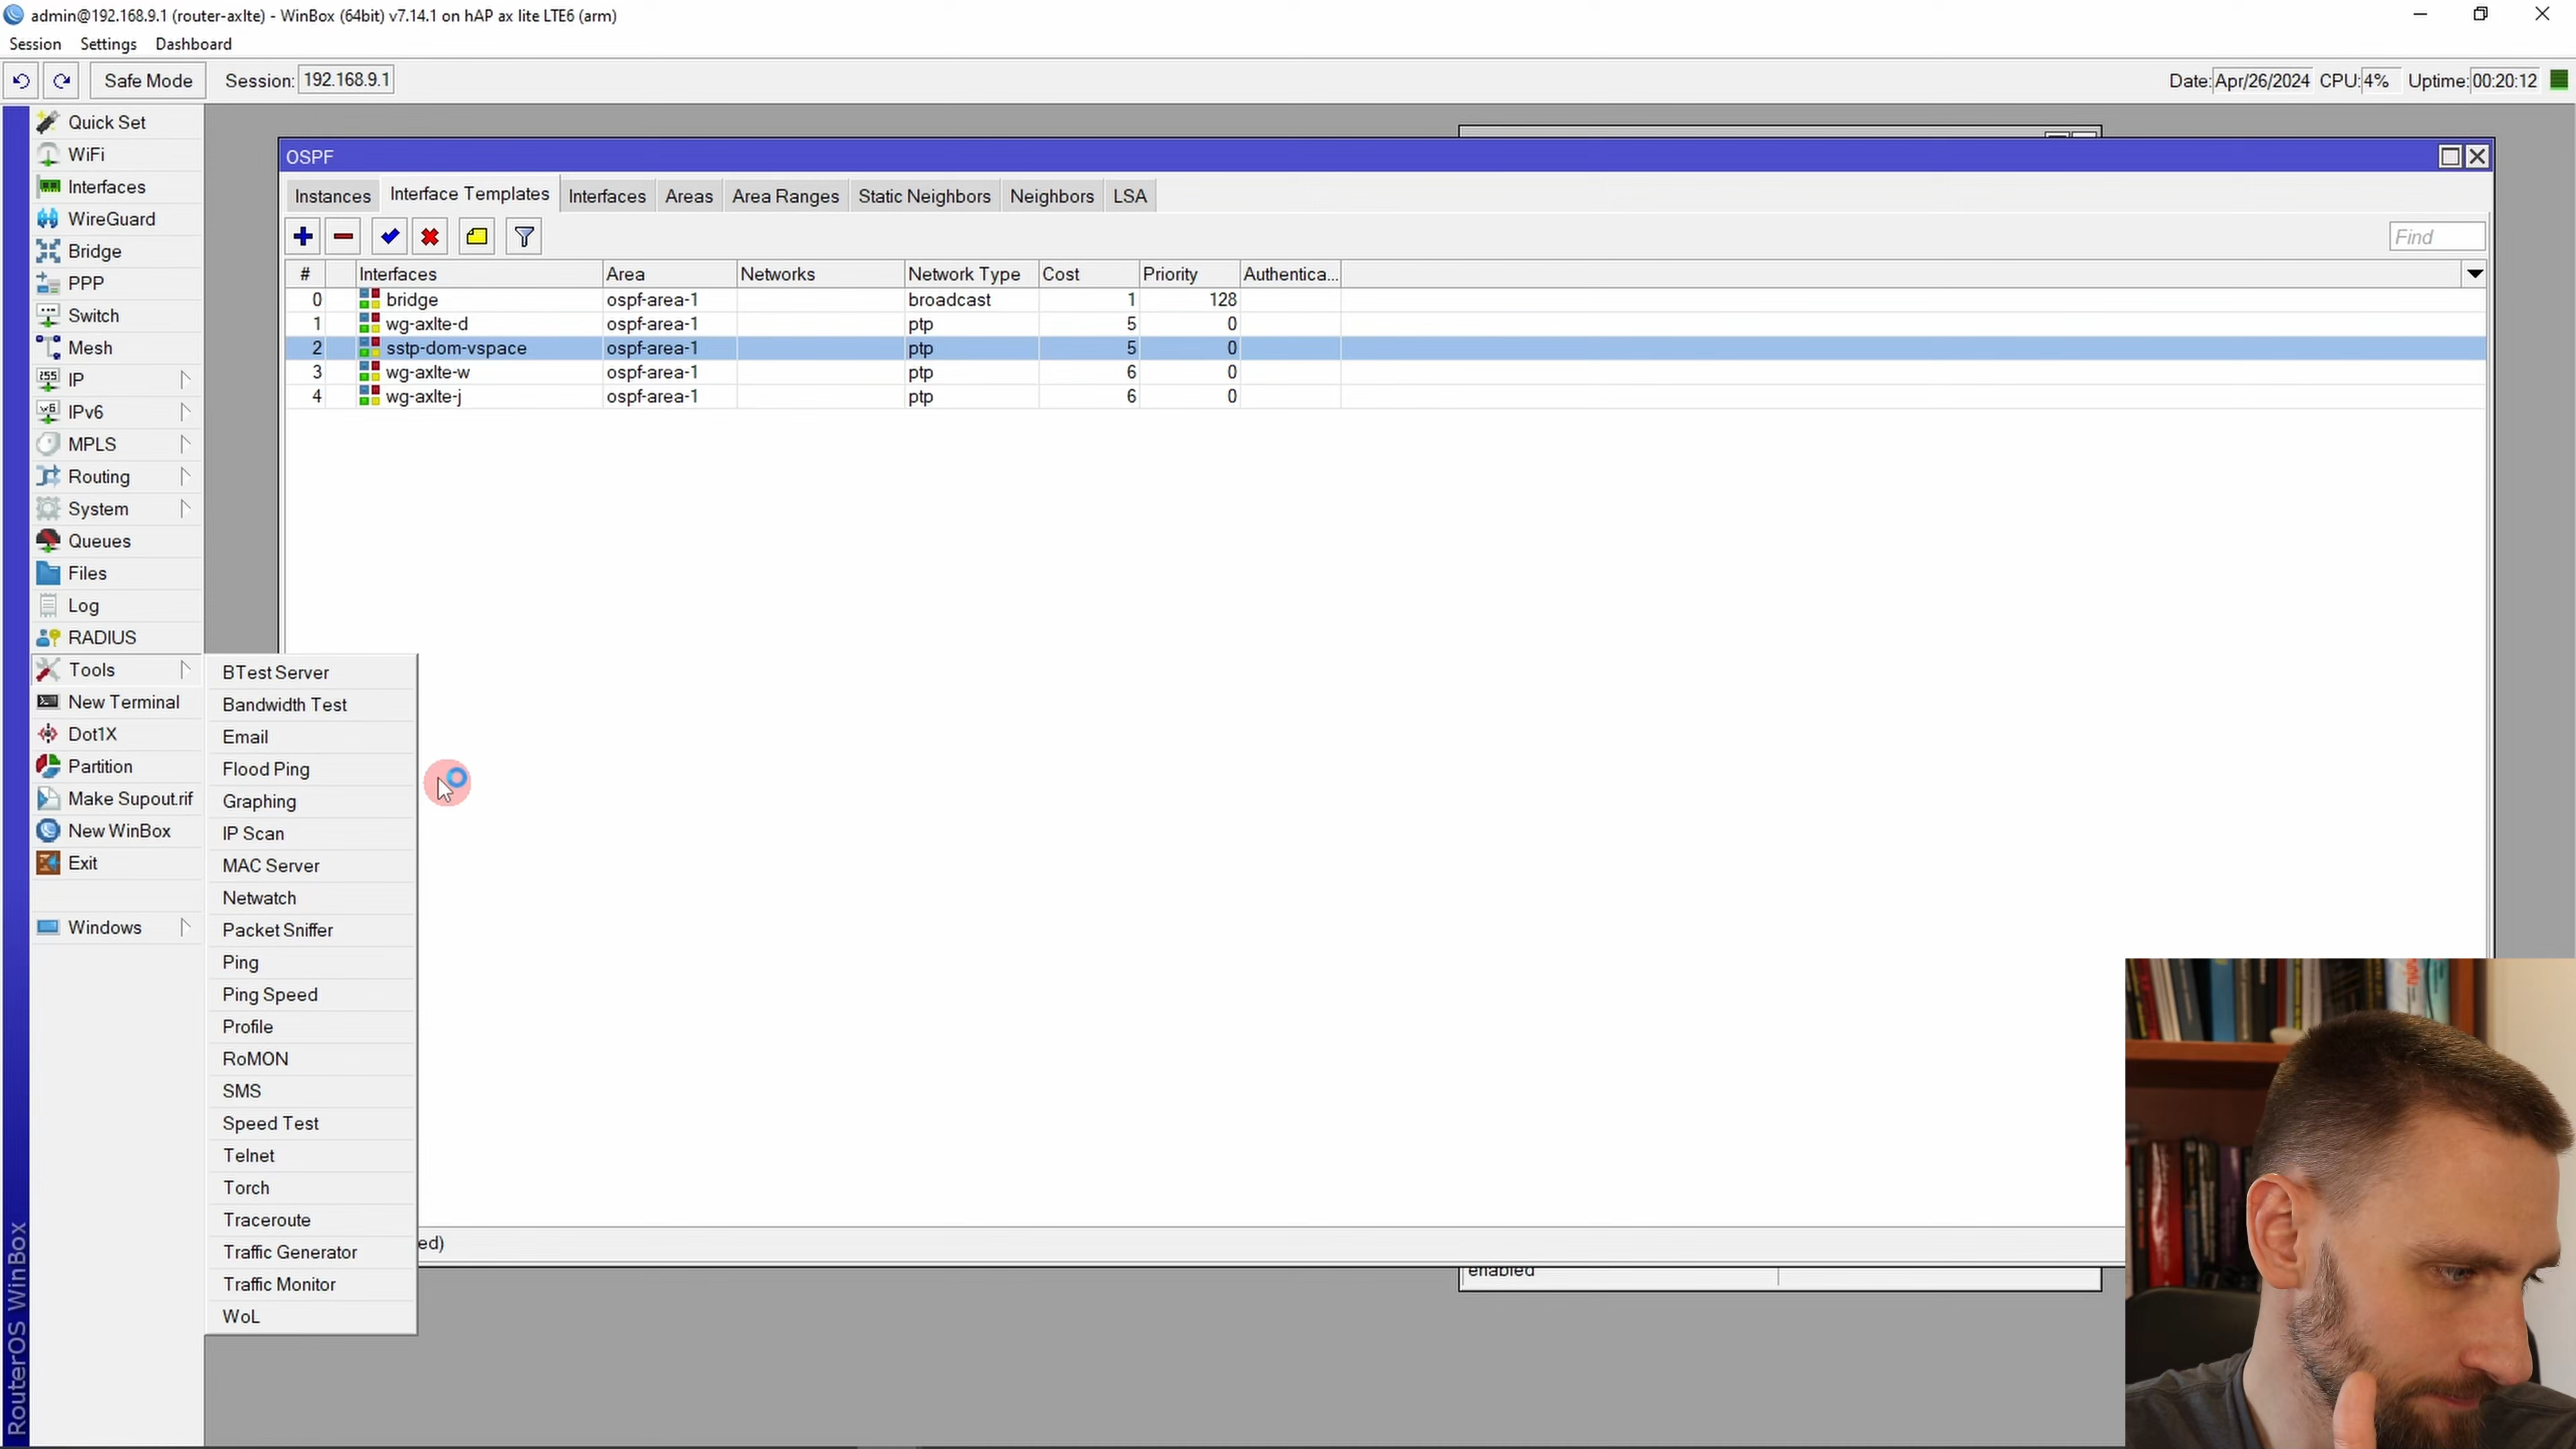 admin@192.168.9.1 (router-axlte) - WinBox (64bit) v7.14.1 on hAP ax lite LTE6 (arm)
Session Settings Dashboard
Safe Mode Session: 192.168.9.1 Date: Apr/26/2024 CPU: 4% Uptime: 00:20:12
Quick Set
WiFi
Interfaces
WireGuard
Bridge
PPP
Switch
Mesh
IP
IPv6
MPLS
Routing
System
Queues
Files
Log
RADIUS
Tools
New Terminal
Dot1X
Partition
Make Supout.rif
New WinBox
Exit
Windows
RouterOS WinBox
BTest Server
Bandwidth Test
Email
Flood Ping
Graphing
IP Scan
MAC Server
Netwatch
Packet Sniffer
Ping
Ping Speed
Profile
RoMON
SMS
Speed Test
Telnet
Torch
Traceroute
Traffic Generator
Traffic Monitor
WoL
OSPF
Instances Interface Templates Interfaces Areas Area Ranges Static Neighbors Neighbors LSA
Find
# Interfaces Area Networks Network Type Cost Priority Authentica...
0 bridge ospf-area-1 broadcast 1 128
1 wg-axlte-d ospf-area-1 ptp 5 0
2 sstp-dom-vspace ospf-area-1 ptp 5 0
3 wg-axlte-w ospf-area-1 ptp 6 0
4 wg-axlte-j ospf-area-1 ptp 6 0
ed)
enabled